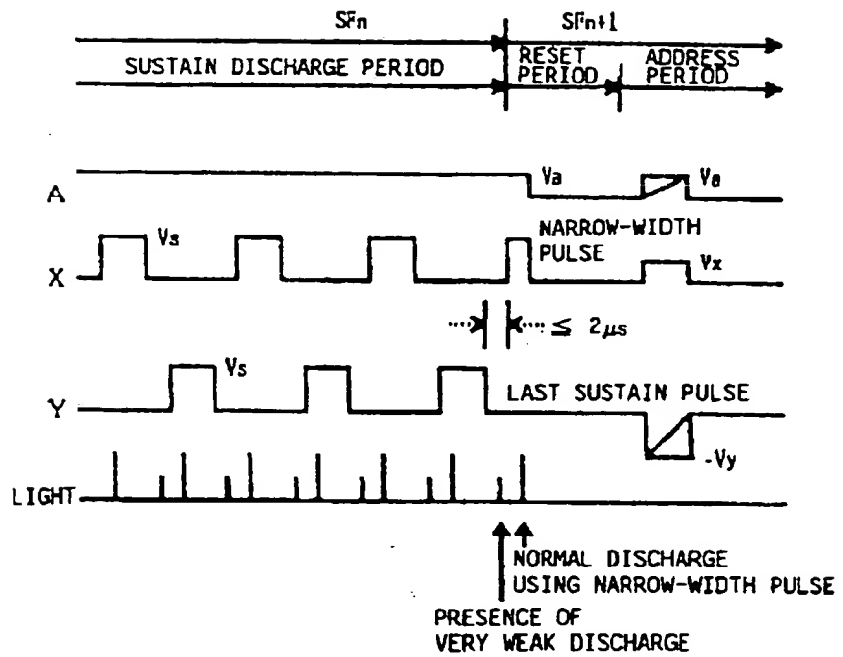 SFn SFn+1
SUSTAIN DISCHARGE PERIOD
RESET
PERIOD
ADDRESS
PERIOD
A
Va
Va
X
Vs
NARROW-WIDTH
PULSE
Vx
≤ 2μs
Y
Vs
LAST SUSTAIN PULSE
-Vy
LIGHT
NORMAL DISCHARGE
USING NARROW-WIDTH PULSE
PRESENCE OF
VERY WEAK DISCHARGE